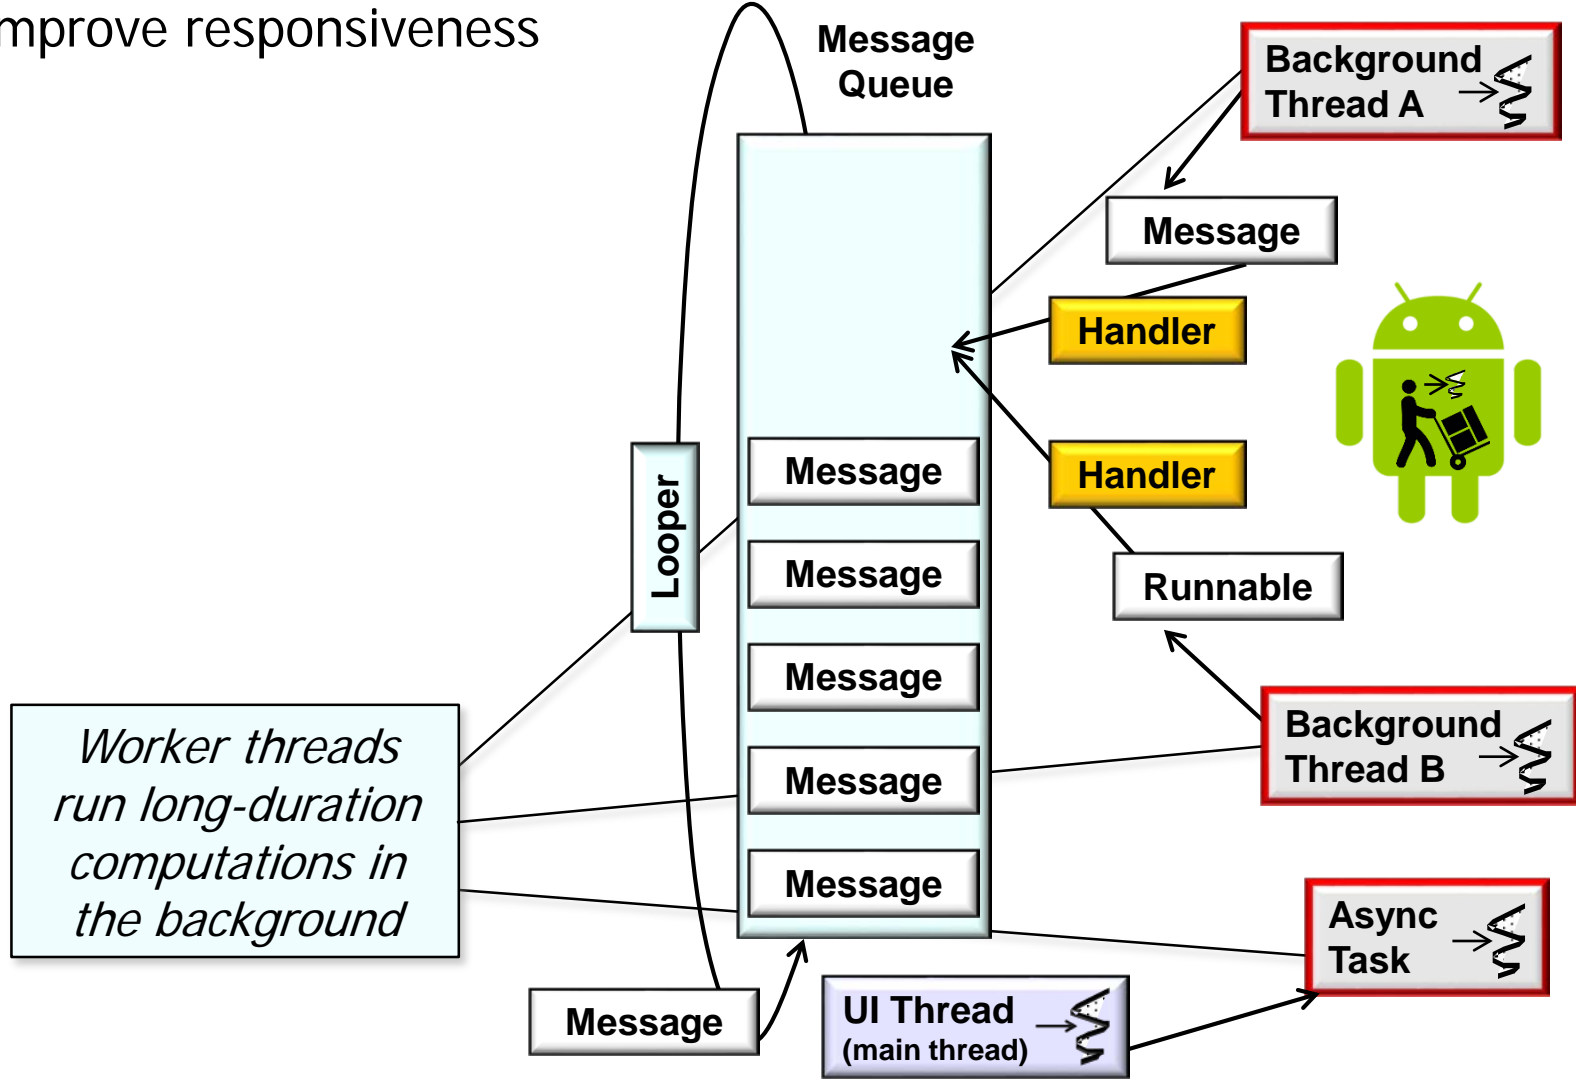 mprove responsiveness
Message
Queue
Background
Thread A
Message
Handler
Handler
Runnable
Looper
Message
Message
Message
Message
Message
Worker threads
run long-duration
computations in
the background
Background
Thread B
Async
Task
Message
UI Thread
(main thread)